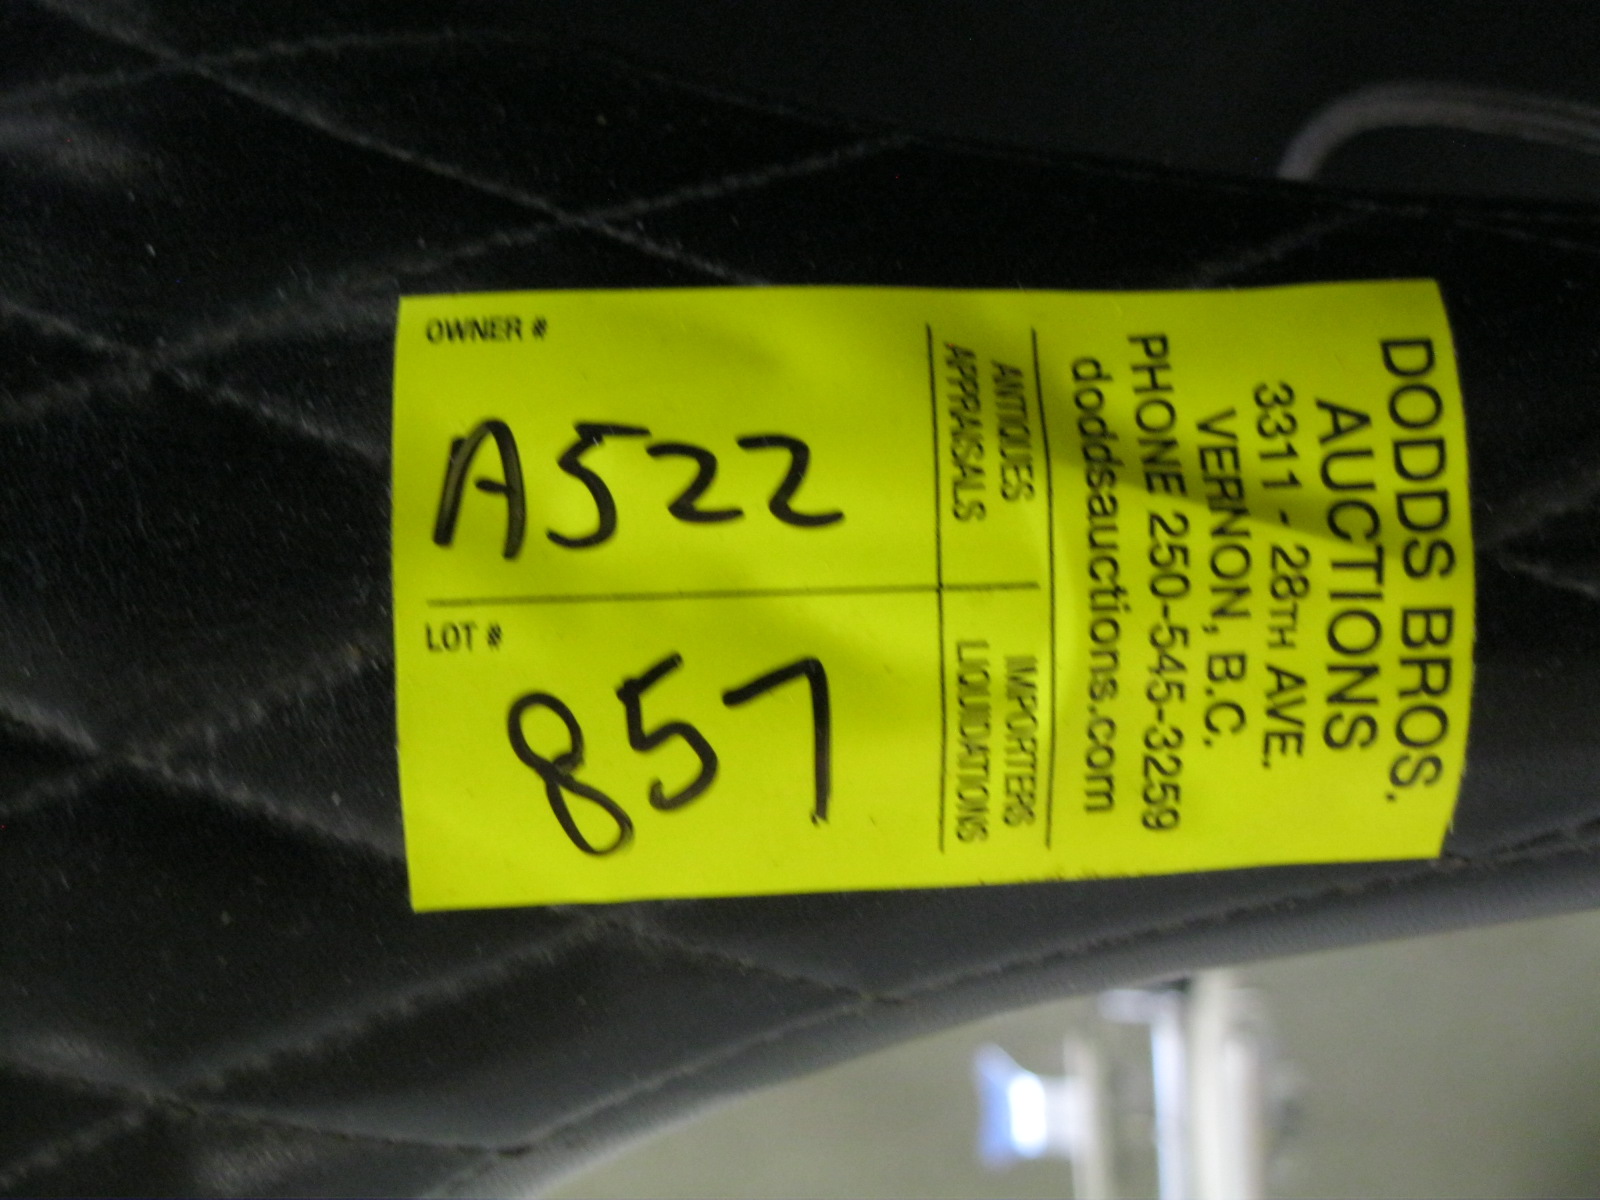 DODDS BROS.
AUCTIONS
3311 - 28TH AVE.
VERNON, B.C.
PHONE 250-545-3259
doddsauctions.com
ANTIQUES IMPORTERS
APPRAISALS LIQUIDATIONS
OWNER #
A522
LOT #
857